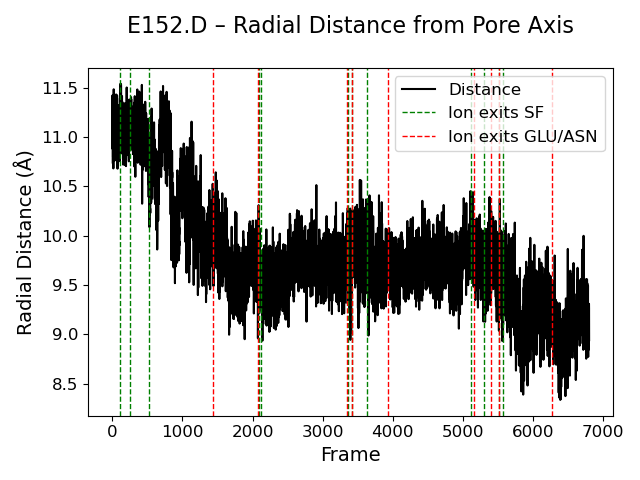 E152.D – Radial Distance from Pore Axis
Distance
Ion exits SF
Ion exits GLU/ASN
Radial Distance (Å)
11.5
11.0
10.5
10.0
9.5
9.0
8.5
0 1000 2000 3000 4000 5000 6000 7000
Frame